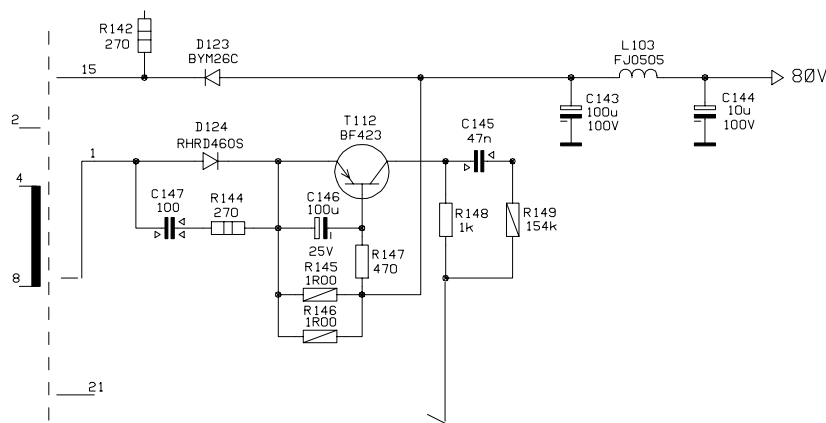 R142
270
D123
BYM26C
15
L103
FJ0505
80V
C143
100u
100V
C144
10u
100V
2
D124
RHRD460S
T112
BF423
C145
47n
1
4
C147
100
R144
270
C146
100u
25V
R148
1k
R149
154k
R147
470
8
R145
1R00
R146
1R00
21